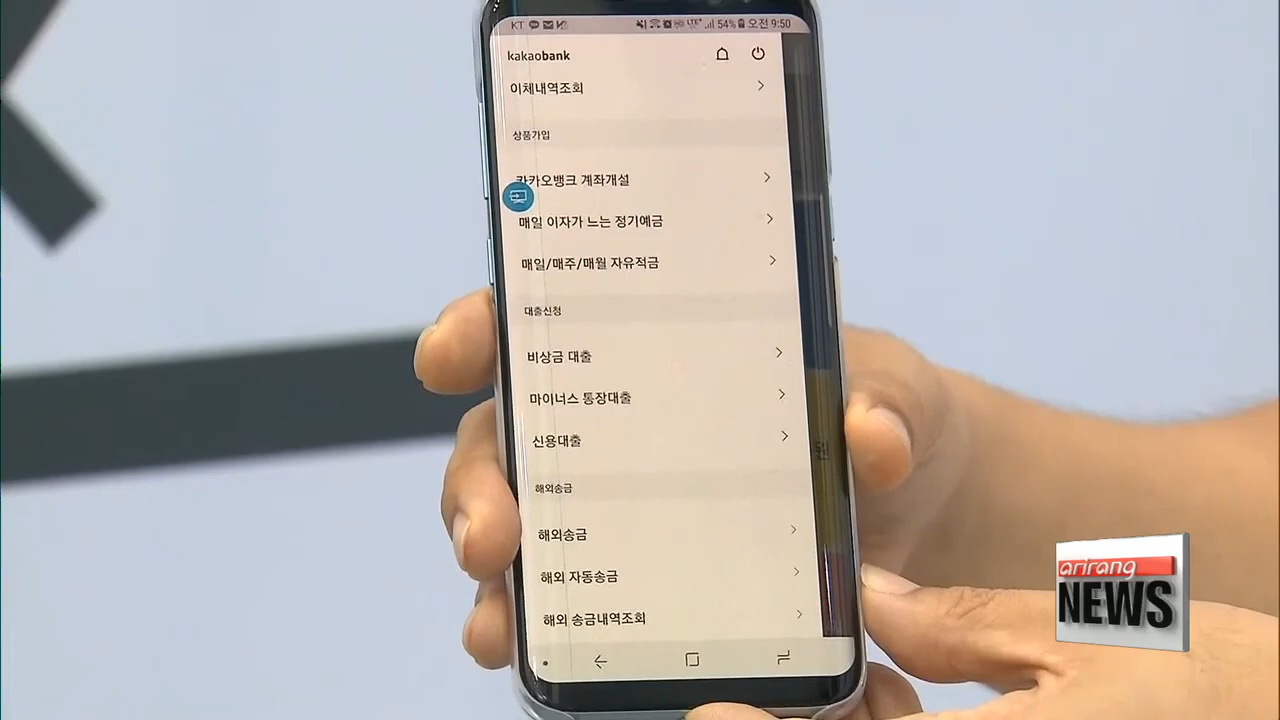 KT LTE 54% 오전 9:50
kakaobank
이체내역조회
상품가입
카카오뱅크 계좌개설
매일 이자가 느는 정기예금
매일/매주/매월 자유적금
대출신청
비상금 대출
마이너스 통장대출
신용대출
원
해외송금
해외송금
해외 자동송금
해외 송금내역조회
arirang
NEWS